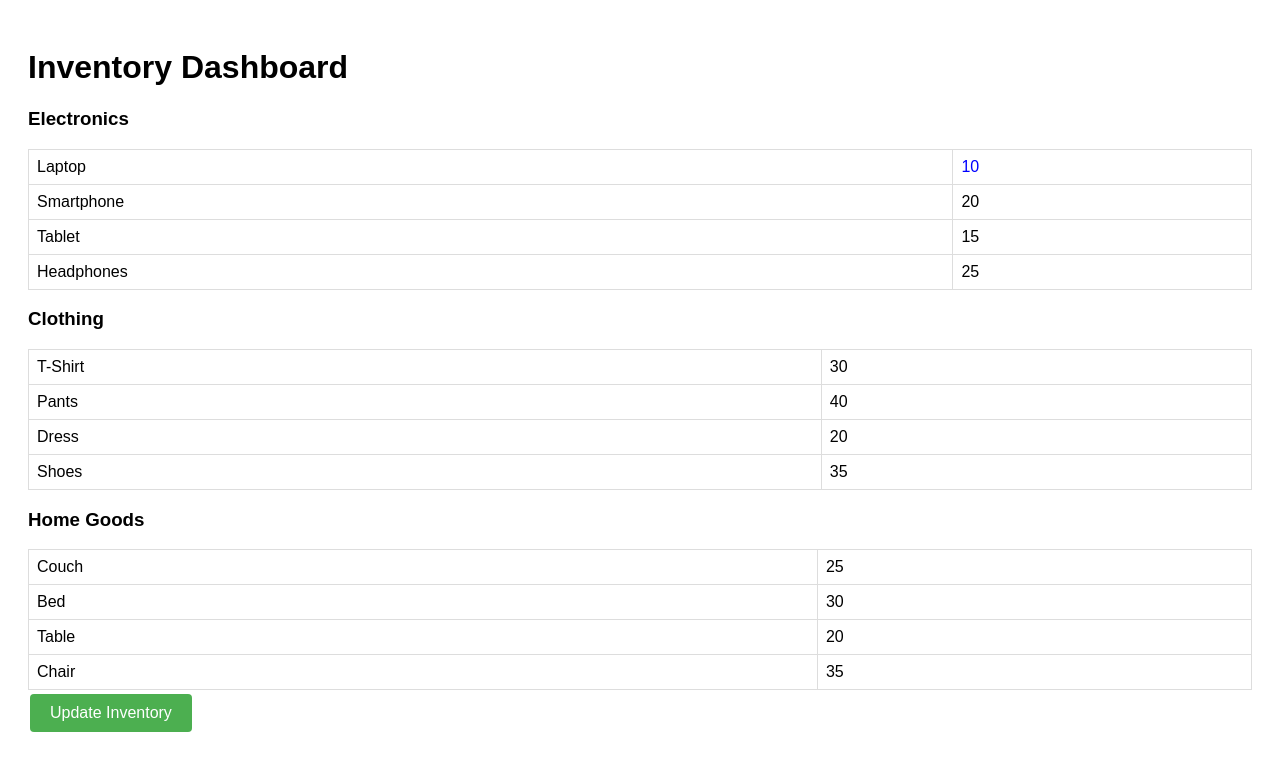 Inventory Dashboard
Electronics
Laptop 10
Smartphone 20
Tablet 15
Headphones 25
Clothing
T-Shirt 30
Pants 40
Dress 20
Shoes 35
Home Goods
Couch 25
Bed 30
Table 20
Chair 35
Update Inventory